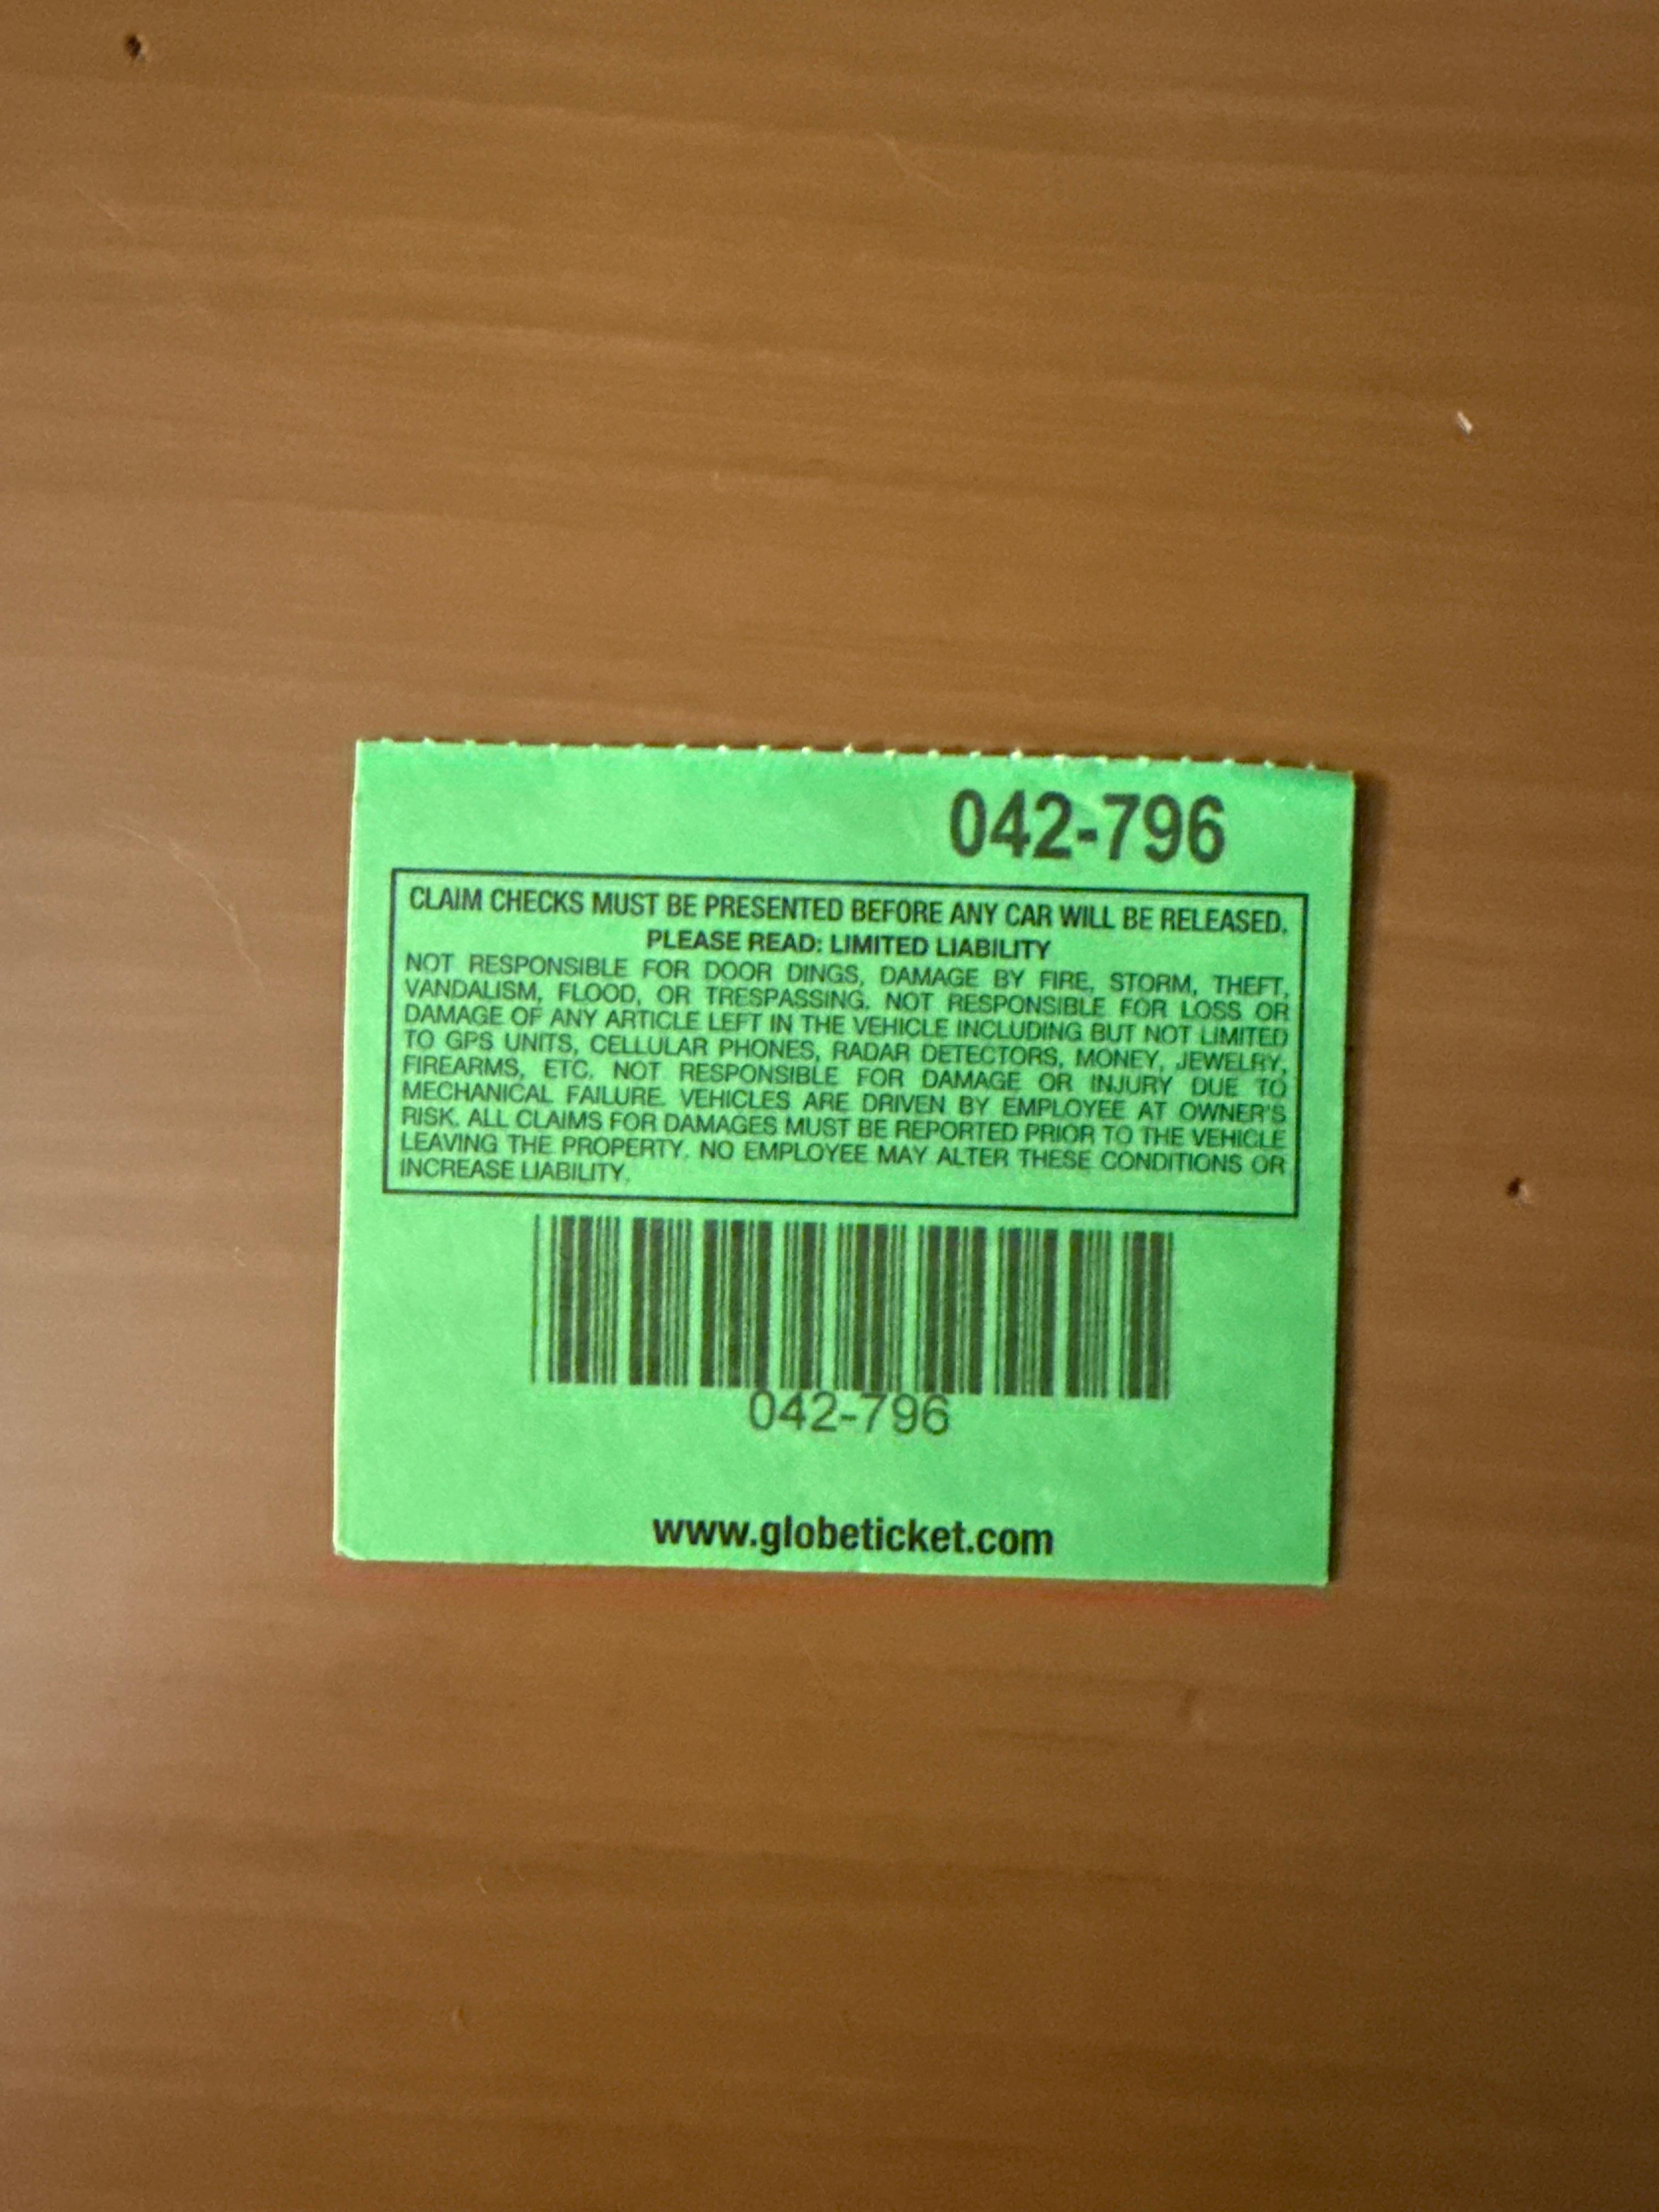 042-796
CLAIM CHECKS MUST BE PRESENTED BEFORE ANY CAR WILL BE RELEASED.
PLEASE READ: LIMITED LIABILITY
NOT RESPONSIBLE FOR DOOR DINGS, DAMAGE BY FIRE, STORM, THEFT,
VANDALISM, FLOOD, OR TRESPASSING. NOT RESPONSIBLE FOR LOSS OR
DAMAGE OF ANY ARTICLE LEFT IN THE VEHICLE INCLUDING BUT NOT LIMITED
TO GPS UNITS, CELLULAR PHONES, RADAR DETECTORS, MONEY, JEWELRY,
FIREARMS, ETC. NOT RESPONSIBLE FOR DAMAGE OR INJURY DUE TO
MECHANICAL FAILURE. VEHICLES ARE DRIVEN BY EMPLOYEE AT OWNER'S
RISK. ALL CLAIMS FOR DAMAGES MUST BE REPORTED PRIOR TO THE VEHICLE
LEAVING THE PROPERTY. NO EMPLOYEE MAY ALTER THESE CONDITIONS OR
INCREASE LIABILITY.
042-796
www.globeticket.com